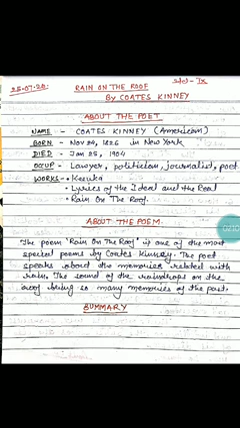 25.07.20.
RAIN ON THE ROOF
BY COATES KINNEY
ABOUT THE POET
NAME - COATES KINNEY (American)
BORN - Nov 24, 1826 in New York
DIED - Jan 25, 1904
OCCUP - Lawyer, politician, journalist, poet
WORKS - • Keeuka
• Lyrics of the Ideal and the Real
• Rain On The Roof.
ABOUT THE POEM
The poem 'Rain On The Roof' is one of the most
special poems by Coates Kinney. The poet
speaks about the memories related with
rain. The sound of the raindrops on the
roof bring so many memories of the past.
SUMMARY